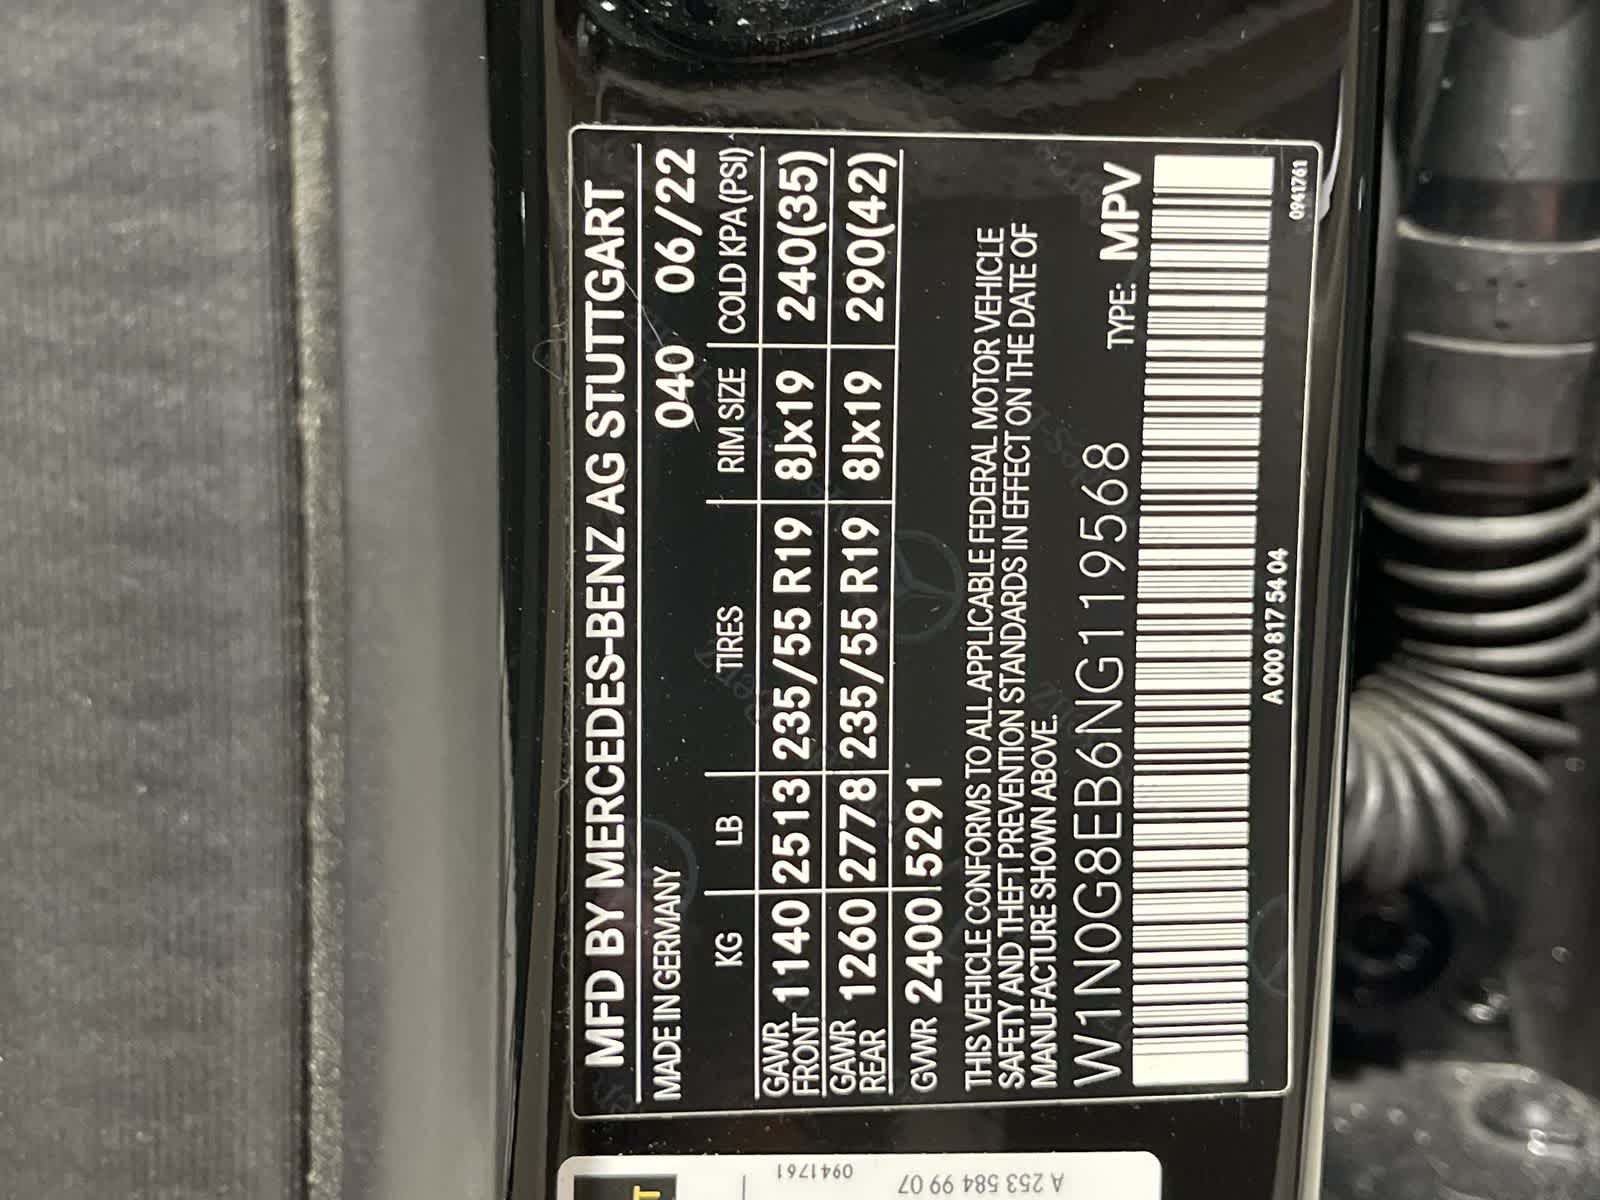 MFD BY MERCEDES-BENZ AG STUTTGART
MADE IN GERMANY 040 06/22
KG LB TIRES RIM SIZE COLD KPA (PSI)
GAWR FRONT 1140 2513 235/55 R19 8Jx19 240(35)
GAWR REAR 1260 2778 235/55 R19 8Jx19 290(42)
GVWR 2400 5291
THIS VEHICLE CONFORMS TO ALL APPLICABLE FEDERAL MOTOR VEHICLE
SAFETY AND THEFT PREVENTION STANDARDS IN EFFECT ON THE DATE OF
MANUFACTURE SHOWN ABOVE.
TYPE: MPV
W1N0G8EB6NG119568
A 000 817 54 04
0941761
0941761
A 253 584 99 07